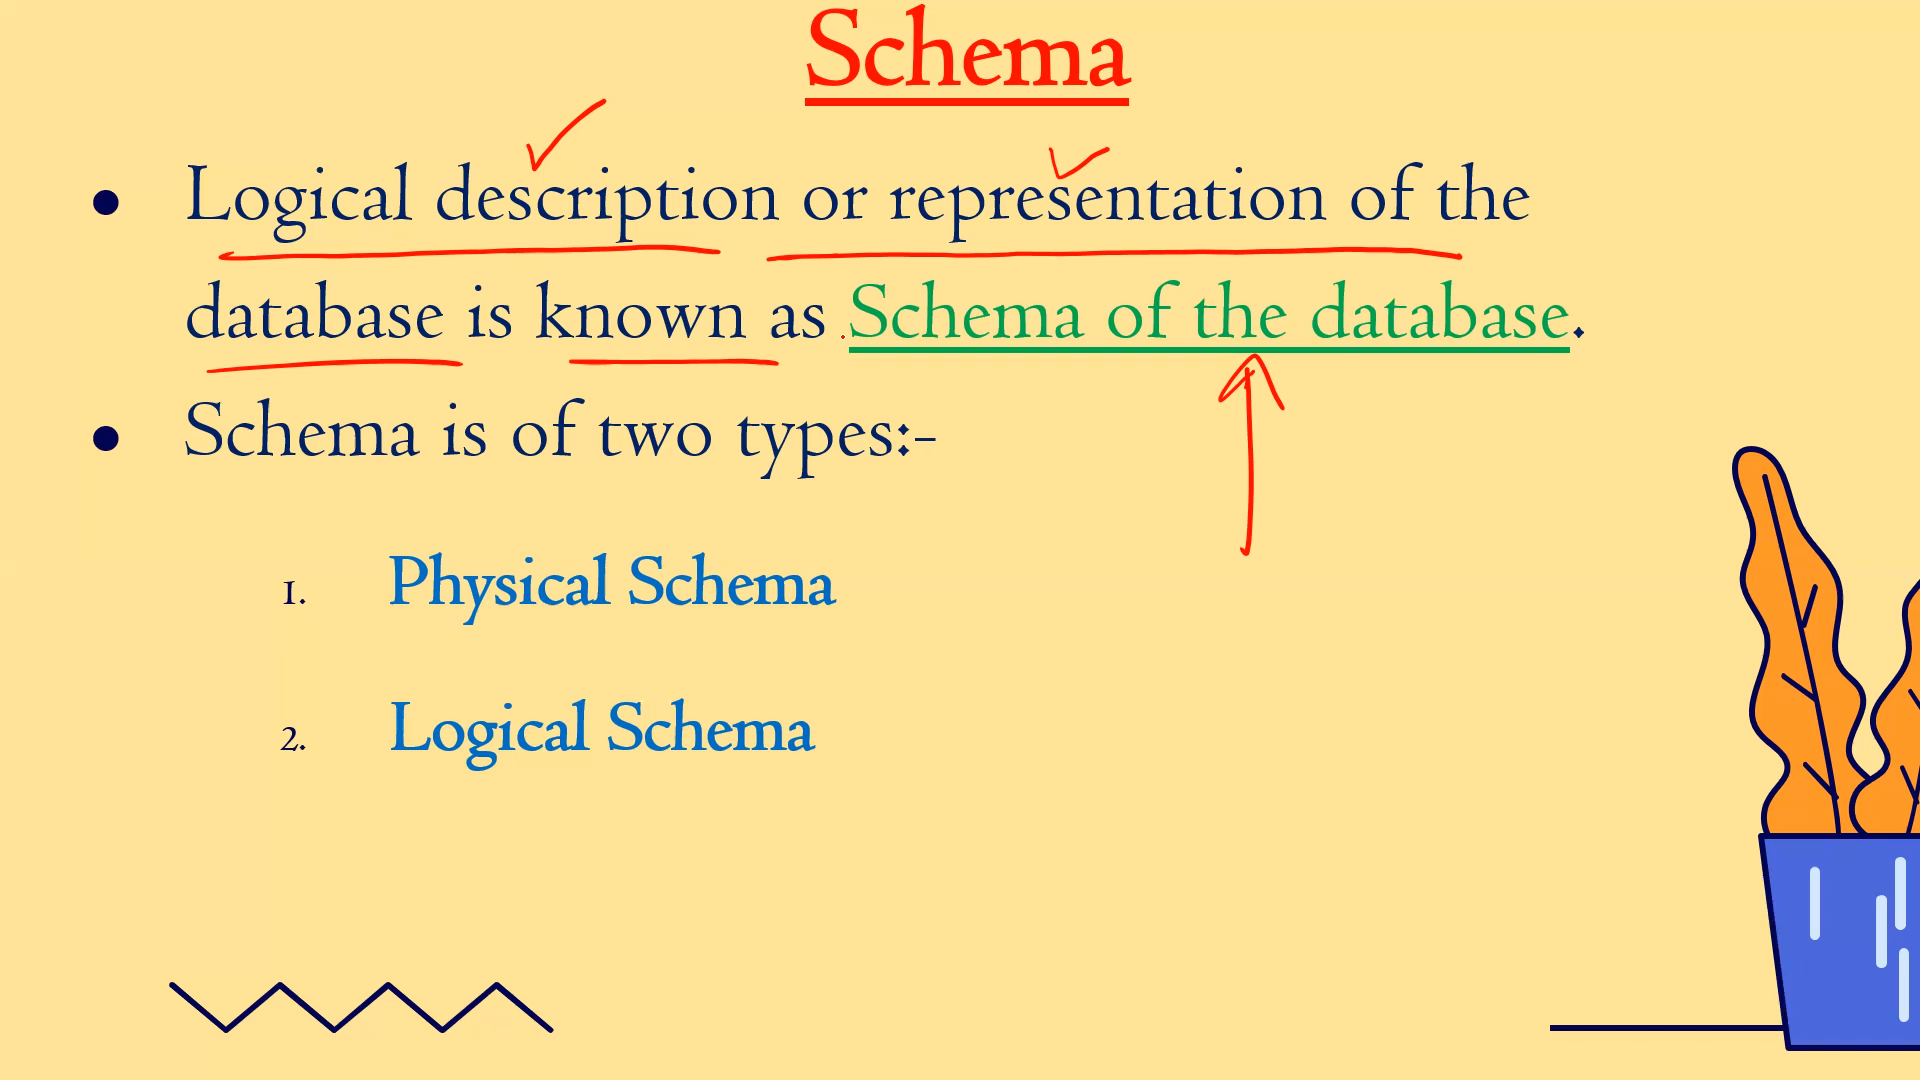 Schema
• Logical description or representation of the
database is known as Schema of the database.
• Schema is of two types:-
1. Physical Schema
2. Logical Schema